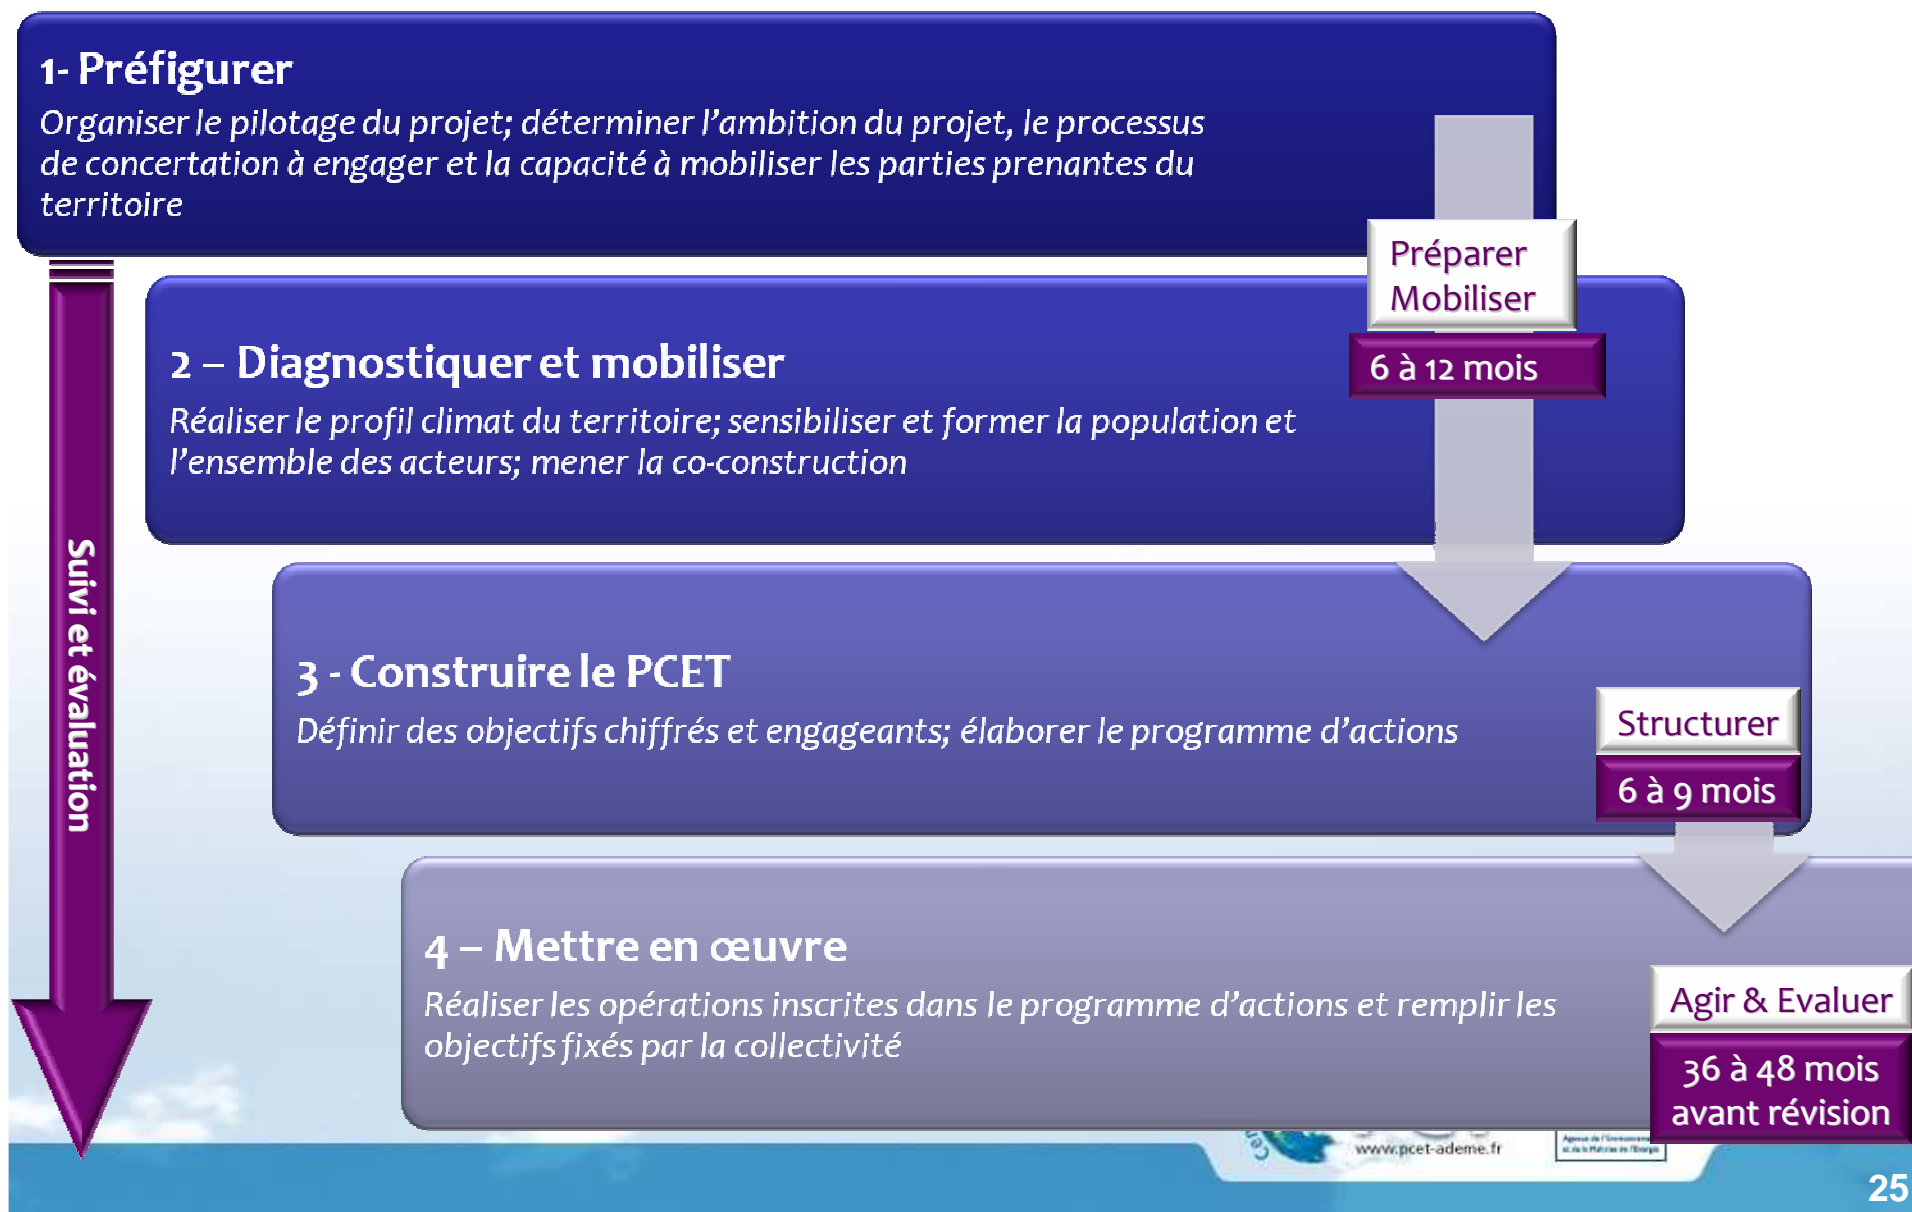 1- Préfigurer
Organiser le pilotage du projet; déterminer l’ambition du projet, le processus
de concertation à engager et la capacité à mobiliser les parties prenantes du
territoire
Préparer
Mobiliser
6 à 12 mois
2 – Diagnostiquer et mobiliser
Réaliser le profil climat du territoire; sensibiliser et former la population et
l’ensemble des acteurs; mener la co-construction
Suivi et évaluation
3 - Construire le PCET
Définir des objectifs chiffrés et engageants; élaborer le programme d’actions
Structurer
6 à 9 mois
4 – Mettre en œuvre
Réaliser les opérations inscrites dans le programme d’actions et remplir les
objectifs fixés par la collectivité
Agir & Evaluer
36 à 48 mois
avant révision
www.pcet-ademe.fr
25